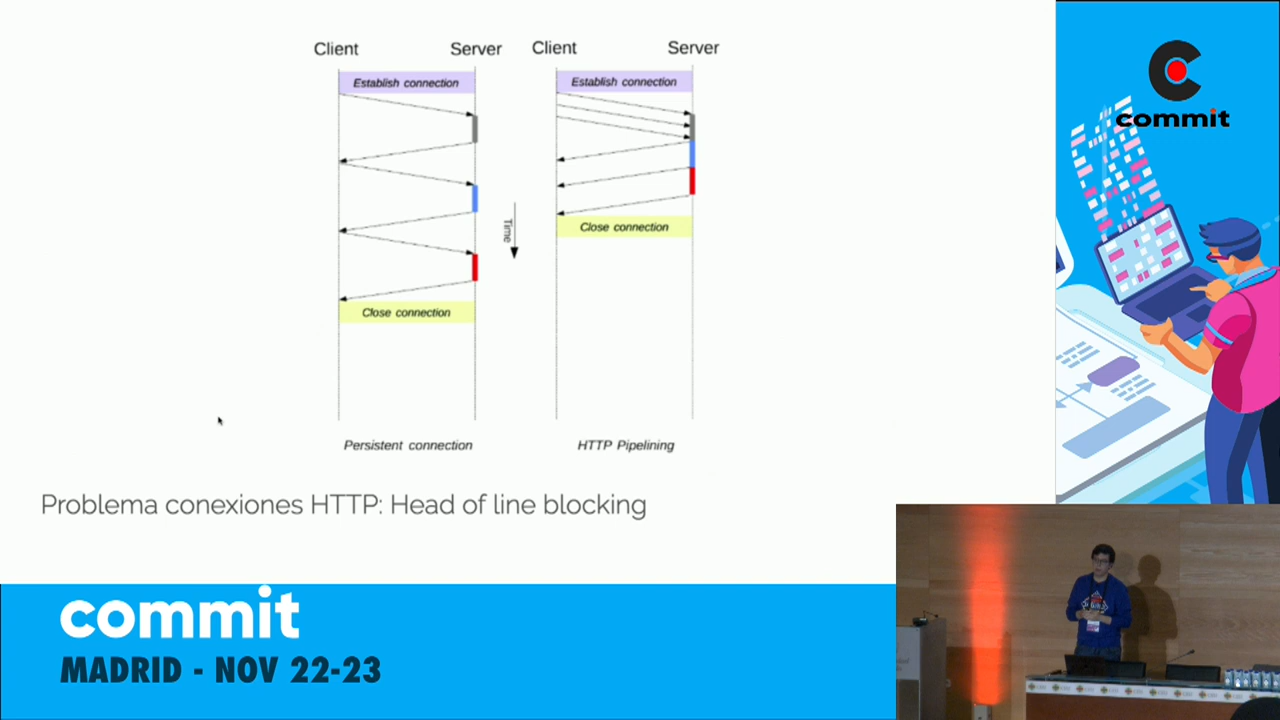 Client
Server
Client
Server
Establish connection
Establish connection
Time
Close connection
Close connection
Persistent connection
HTTP Pipelining
Problema conexiones HTTP: Head of line blocking
commit
MADRID - NOV 22-23
commit